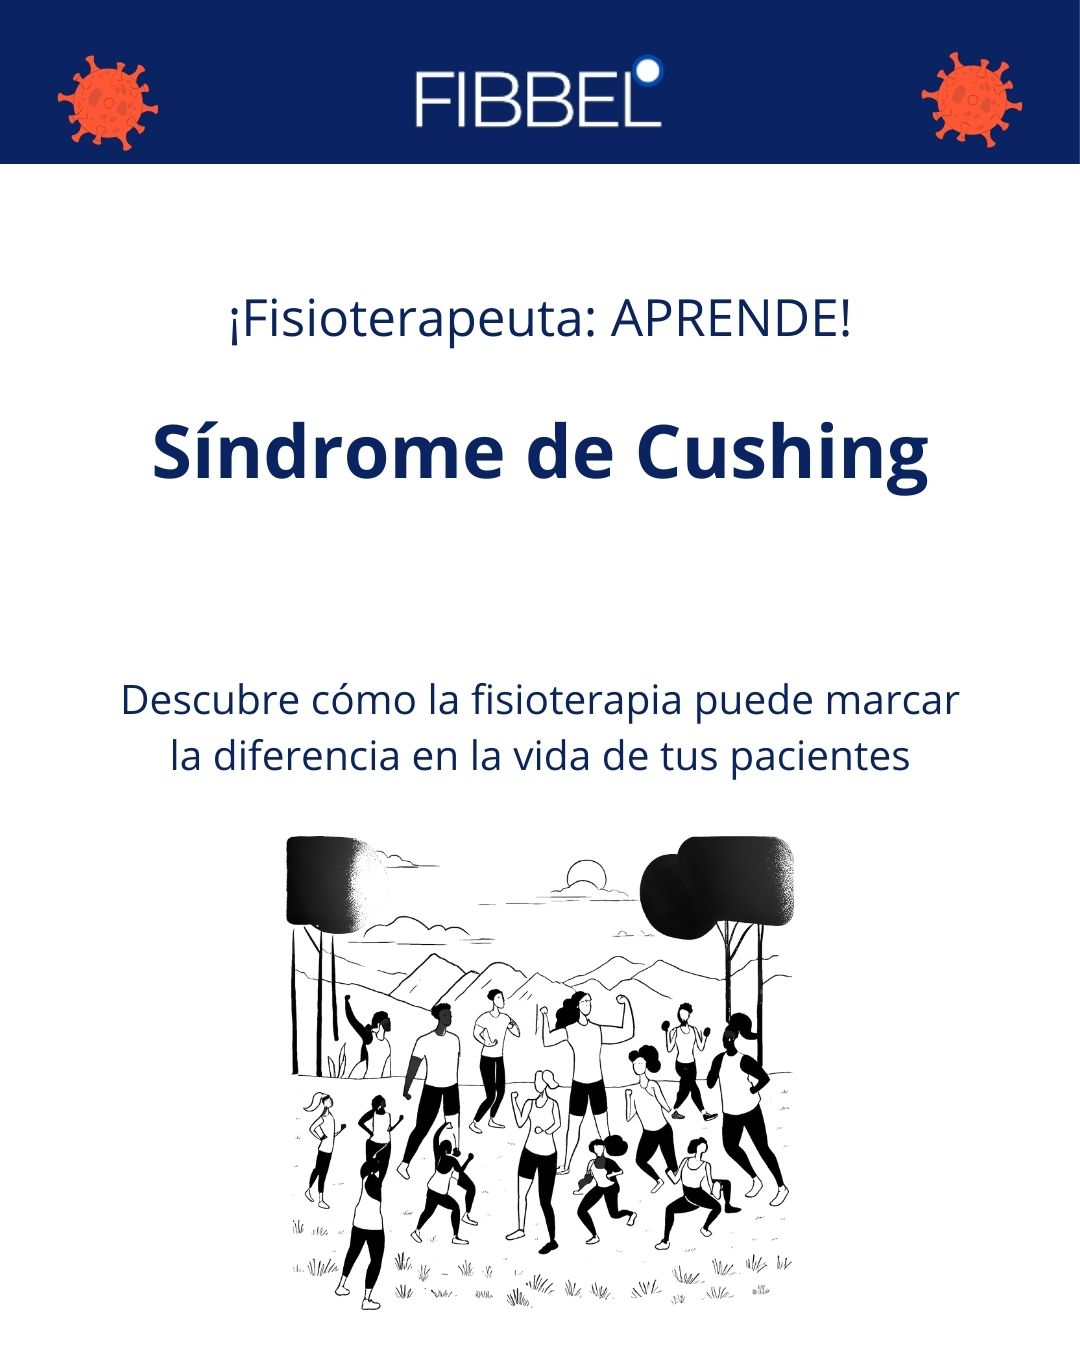 FIBBEL
¡Fisioterapeuta: APRENDE!
Síndrome de Cushing
Descubre cómo la fisioterapia puede marcar
la diferencia en la vida de tus pacientes